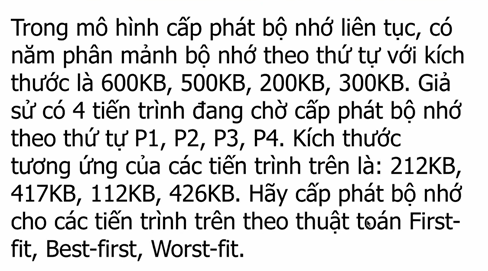 Trong mô hình cấp phát bộ nhớ liên tục, có
năm phân mảnh bộ nhớ theo thứ tự với kích
thước là 600KB, 500KB, 200KB, 300KB. Giả
sử có 4 tiến trình đang chờ cấp phát bộ nhớ
theo thứ tự P1, P2, P3, P4. Kích thước
tương ứng của các tiến trình trên là: 212KB,
417KB, 112KB, 426KB. Hãy cấp phát bộ nhớ
cho các tiến trình trên theo thuật toán First-
fit, Best-first, Worst-fit.